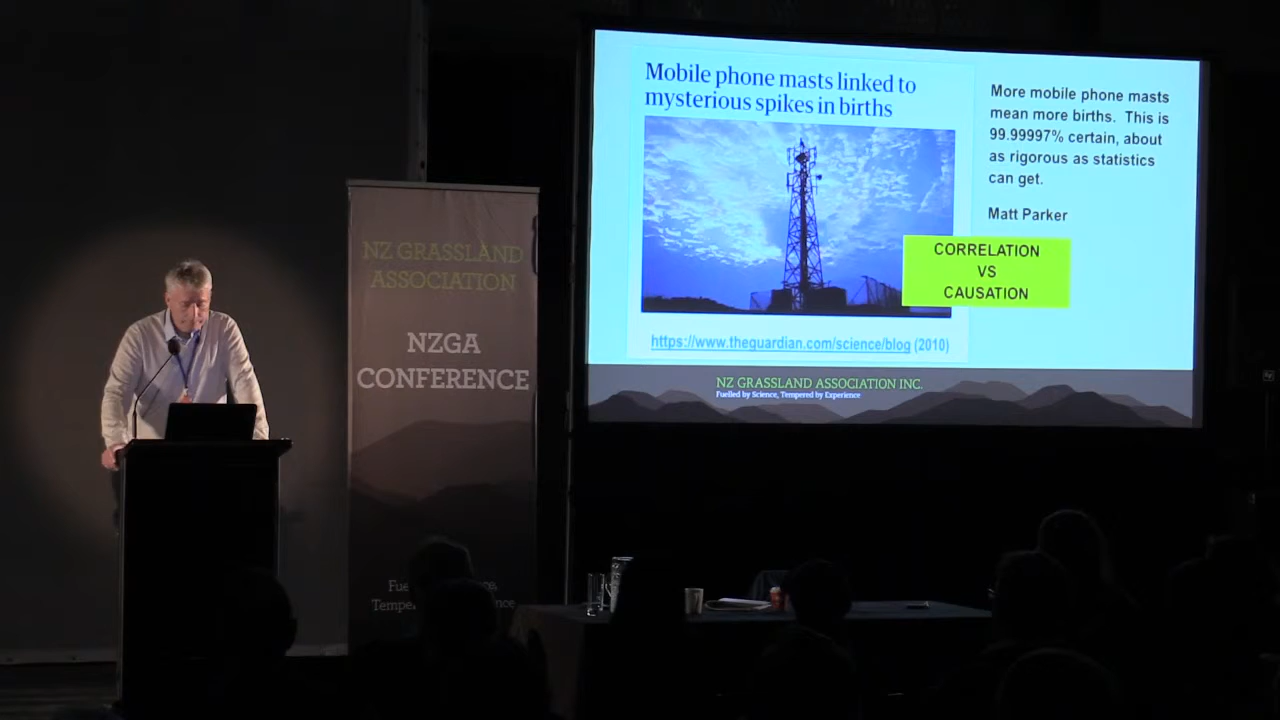 NZ GRASSLAND
ASSOCIATION
NZGA
CONFERENCE
Mobile phone masts linked to
mysterious spikes in births
https://www.theguardian.com/science/blog (2010)
More mobile phone masts
mean more births. This is
99.99997% certain, about
as rigorous as statistics
can get.
Matt Parker
CORRELATION
VS
CAUSATION
NZ GRASSLAND ASSOCIATION INC.
Fuelled by Science, Tempered by Experience